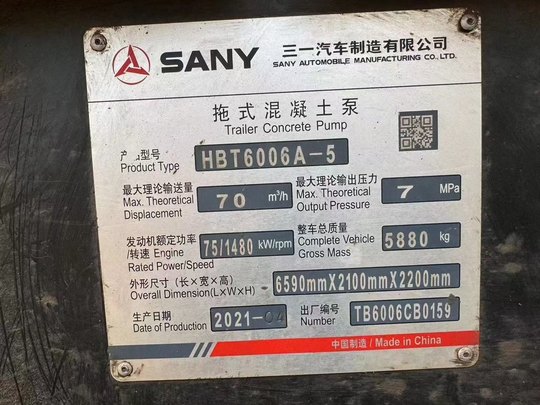 SANY
三一汽车制造有限公司
SANY AUTOMOBILE MANUFACTURING CO., LTD.
拖式混凝土泵
Trailer Concrete Pump
产品型号
Product Type
HBT6006A-5
最大理论输送量
Max. Theoretical
Displacement
70 m³/h
最大理论输出压力
Max. Theoretical
Output Pressure
7 MPa
发动机额定功率
/转速 Engine
Rated Power/Speed
75/1480 kW/rpm
整车总质量
Complete Vehicle
Gross Mass
5880 kg
外形尺寸（长×宽×高）
Overall Dimension(L×W×H)
6590mmX2100mmX2200mm
生产日期
Date of Production
2021-04
出厂编号
Number
TB6006CB0159
SANY
中国制造 / Made in China